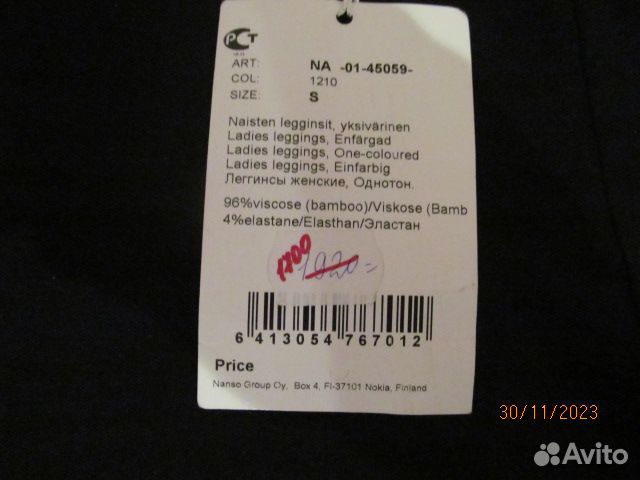 РСТ
ART: NA -01-45059-
COL: 1210
SIZE: S
Naisten legginsit, yksivärinen
Ladies leggings, Enfärgad
Ladies leggings, One-coloured
Ladies leggings, Einfarbig
Леггинсы женские, Однотон.
96%viscose (bamboo)/Viskose (Bamb
4%elastane/Elasthan/Эластан
1700
1920=
6 413054 767012
Price
Nanso Group Oy, Box 4, FI-37101 Nokia, Finland
30/11/2023
Avito